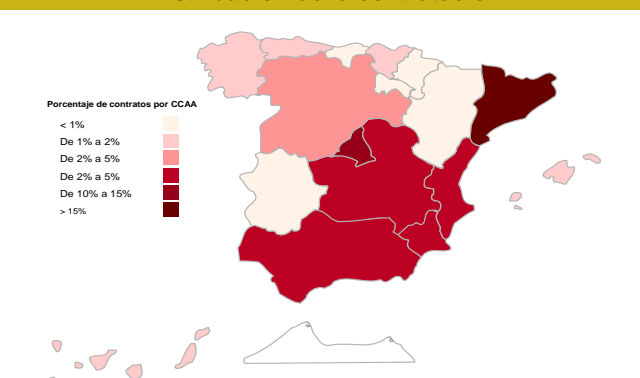 Porcentaje de contratos por CCAA
< 1%
De 1% a 2%
De 2% a 5%
De 2% a 5%
De 10% a 15%
> 15%